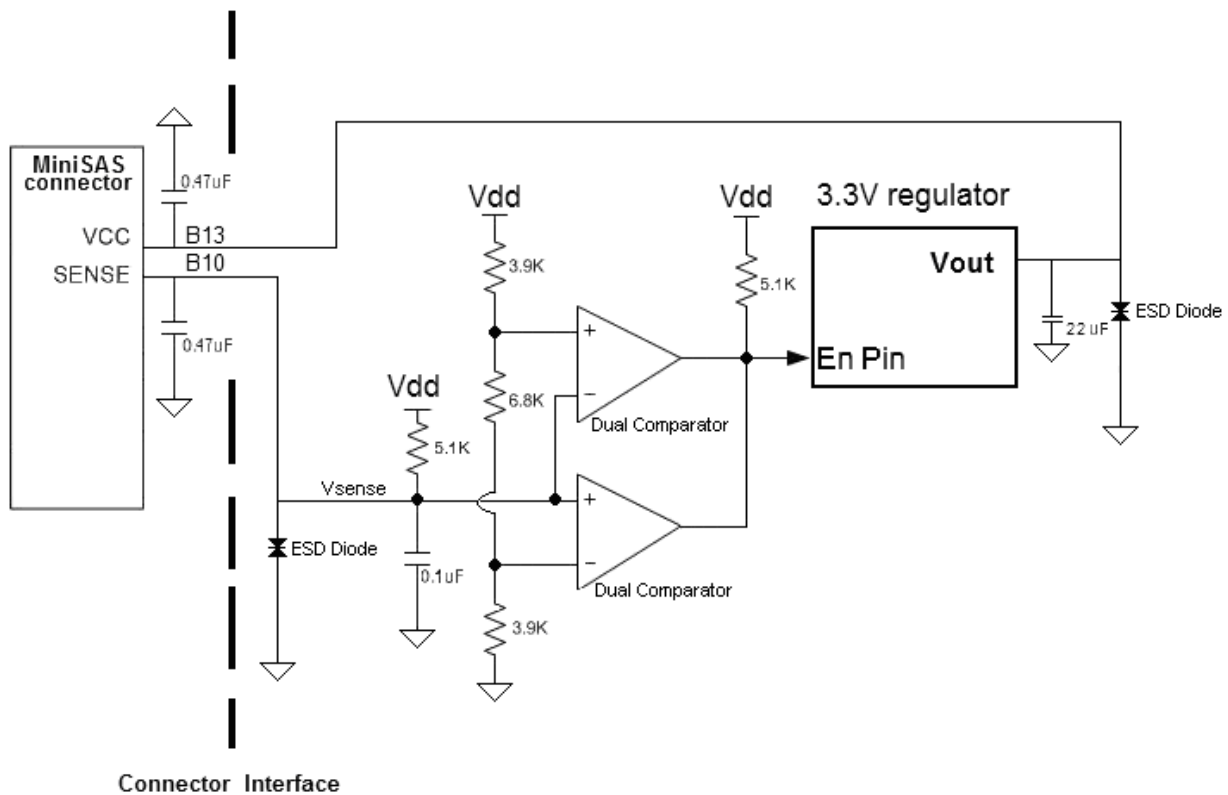 MiniSAS
connector
0.47uF
VCC
B13
SENSE
B10
0.47uF
Vdd
3.9K
6.8K
Vdd
5.1K
3.3V regulator
Vout
En Pin
22 uF
ESD Diode
+
−
Dual Comparator
Vdd
5.1K
Vsense
ESD Diode
0.1uF
+
−
Dual Comparator
3.9K
Connector Interface